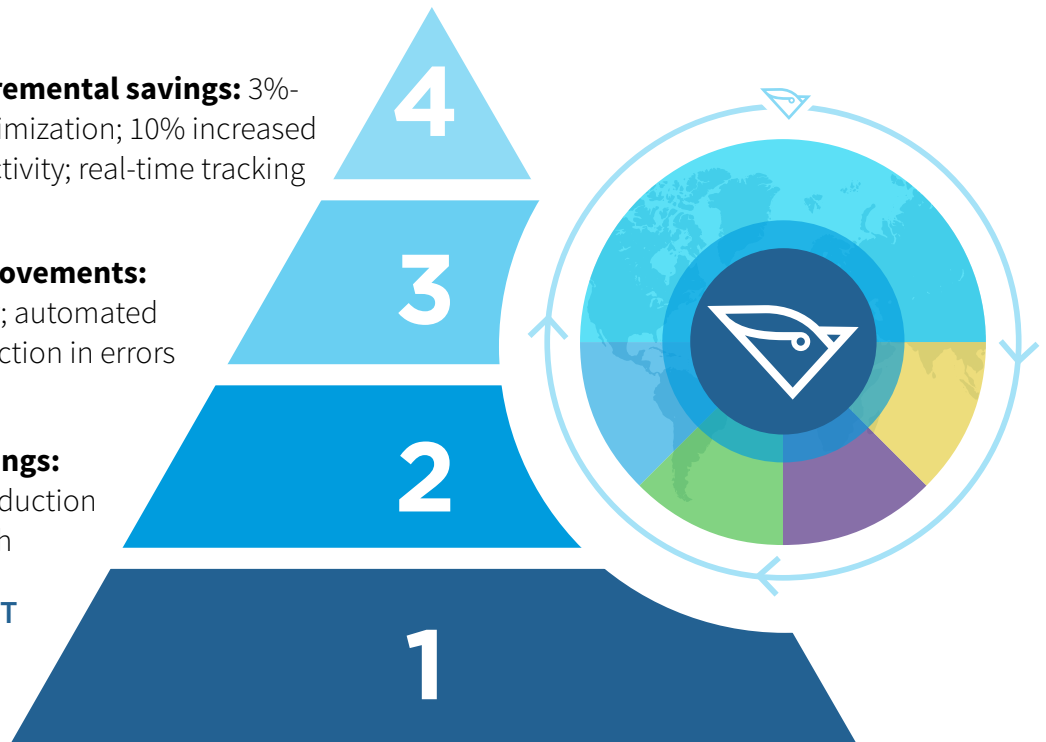 4
remental savings: 3%-
imization; 10% increased
tivity; real-time tracking
3
ovements:
; automated
ction in errors
2
ngs:
duction
n
T
1